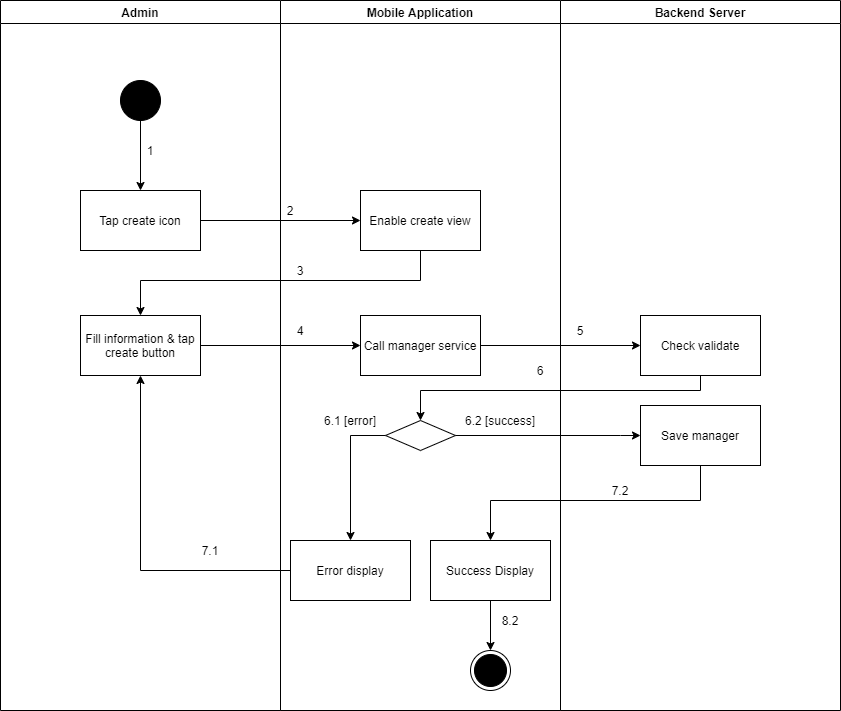 Admin
Mobile Application
Backend Server
1
Tap create icon
2
Enable create view
3
Fill information & tap
create button
4
Call manager service
5
Check validate
6
6.1 [error]
6.2 [success]
Save manager
7.2
7.1
Error display
Success Display
8.2